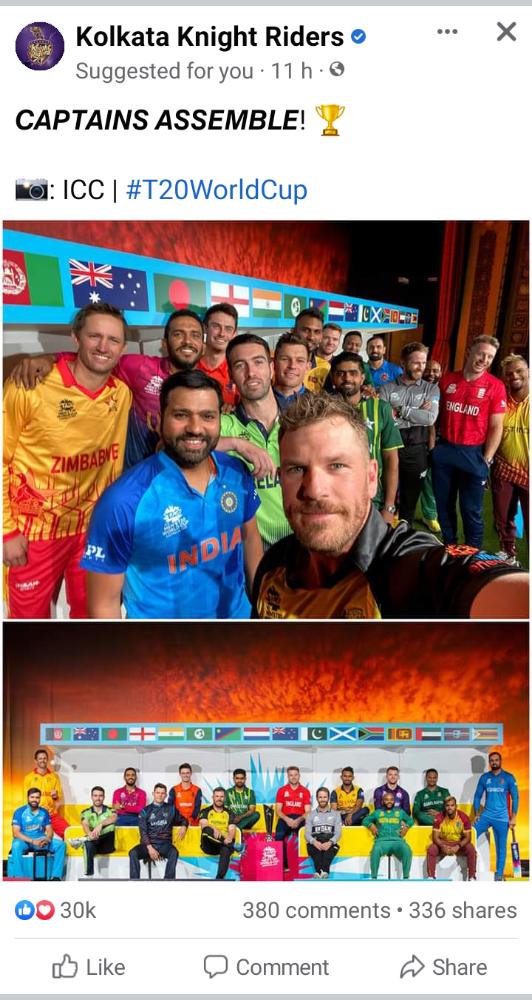 Kolkata Knight Riders
Suggested for you · 11 h ·
CAPTAINS ASSEMBLE! 🏆
📷: ICC | #T20WorldCup
ZIMBABWE
INDIA
ENGLAND
30k
380 comments • 336 shares
Like
Comment
Share